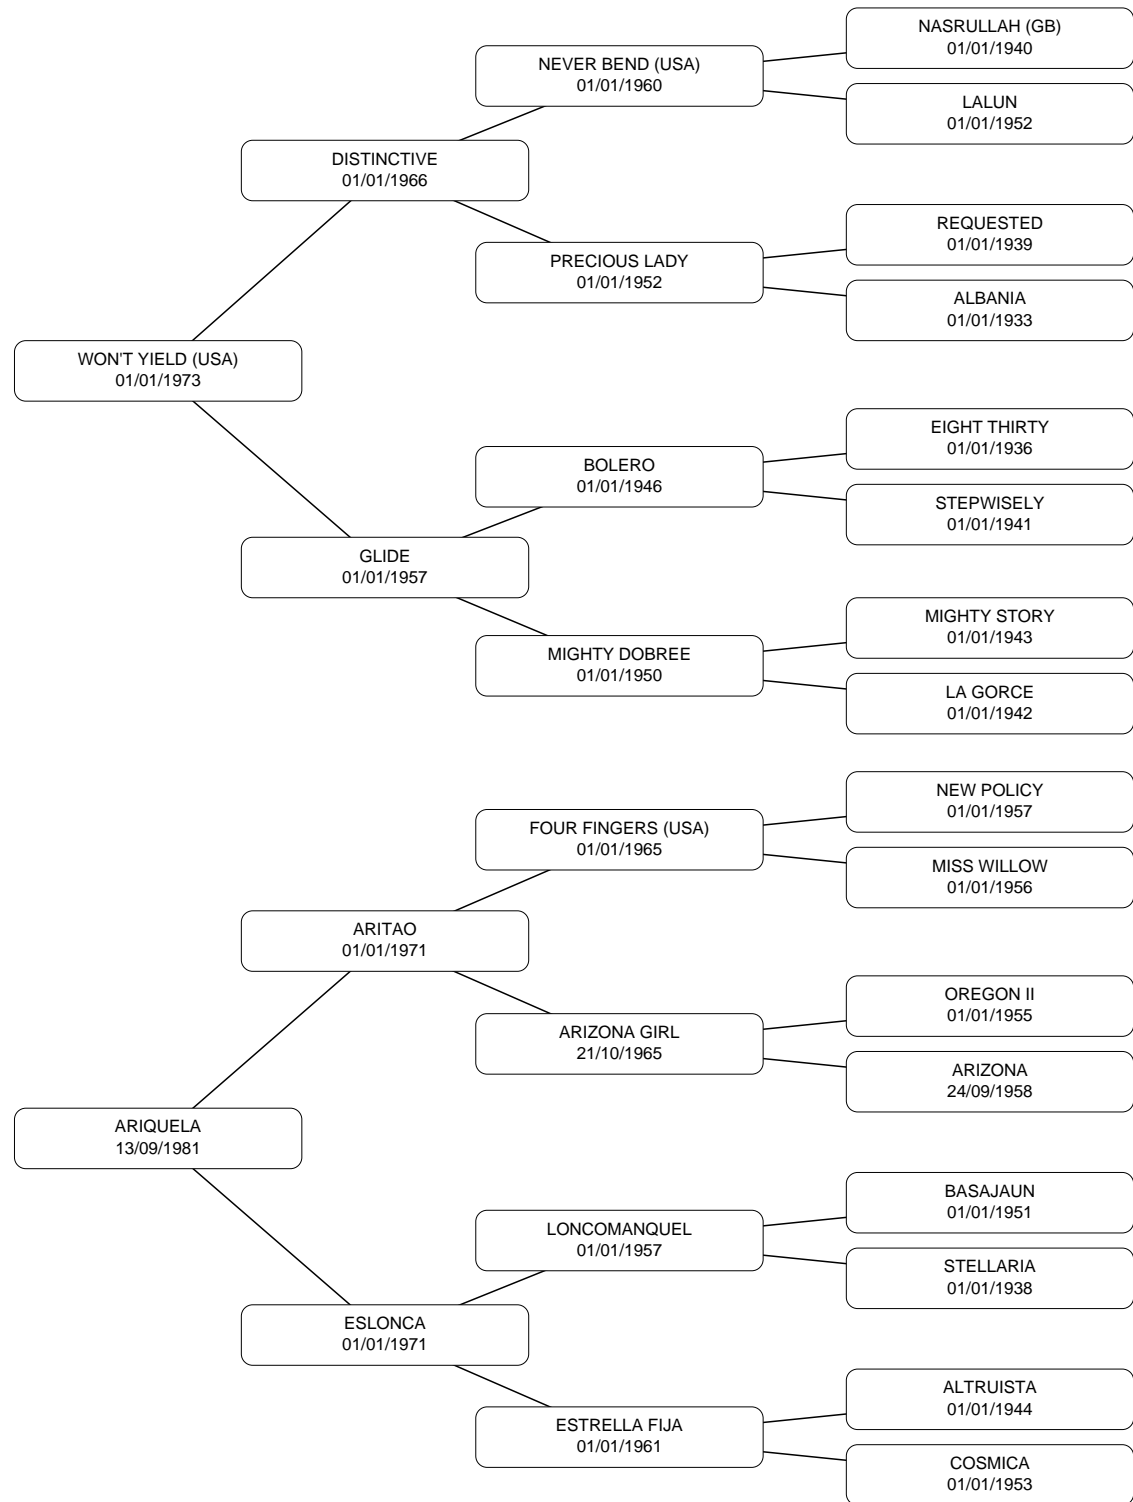 NASRULLAH (GB)
01/01/1940
NEVER BEND (USA)
01/01/1960
LALUN
01/01/1952
DISTINCTIVE
01/01/1966
REQUESTED
01/01/1939
PRECIOUS LADY
01/01/1952
ALBANIA
01/01/1933
WON'T YIELD (USA)
01/01/1973
EIGHT THIRTY
01/01/1936
BOLERO
01/01/1946
STEPWISELY
01/01/1941
GLIDE
01/01/1957
MIGHTY STORY
01/01/1943
MIGHTY DOBREE
01/01/1950
LA GORCE
01/01/1942
NEW POLICY
01/01/1957
FOUR FINGERS (USA)
01/01/1965
MISS WILLOW
01/01/1956
ARITAO
01/01/1971
OREGON II
01/01/1955
ARIZONA GIRL
21/10/1965
ARIZONA
24/09/1958
ARIQUELA
13/09/1981
BASAJAUN
01/01/1951
LONCOMANQUEL
01/01/1957
STELLARIA
01/01/1938
ESLONCA
01/01/1971
ALTRUISTA
01/01/1944
ESTRELLA FIJA
01/01/1961
COSMICA
01/01/1953